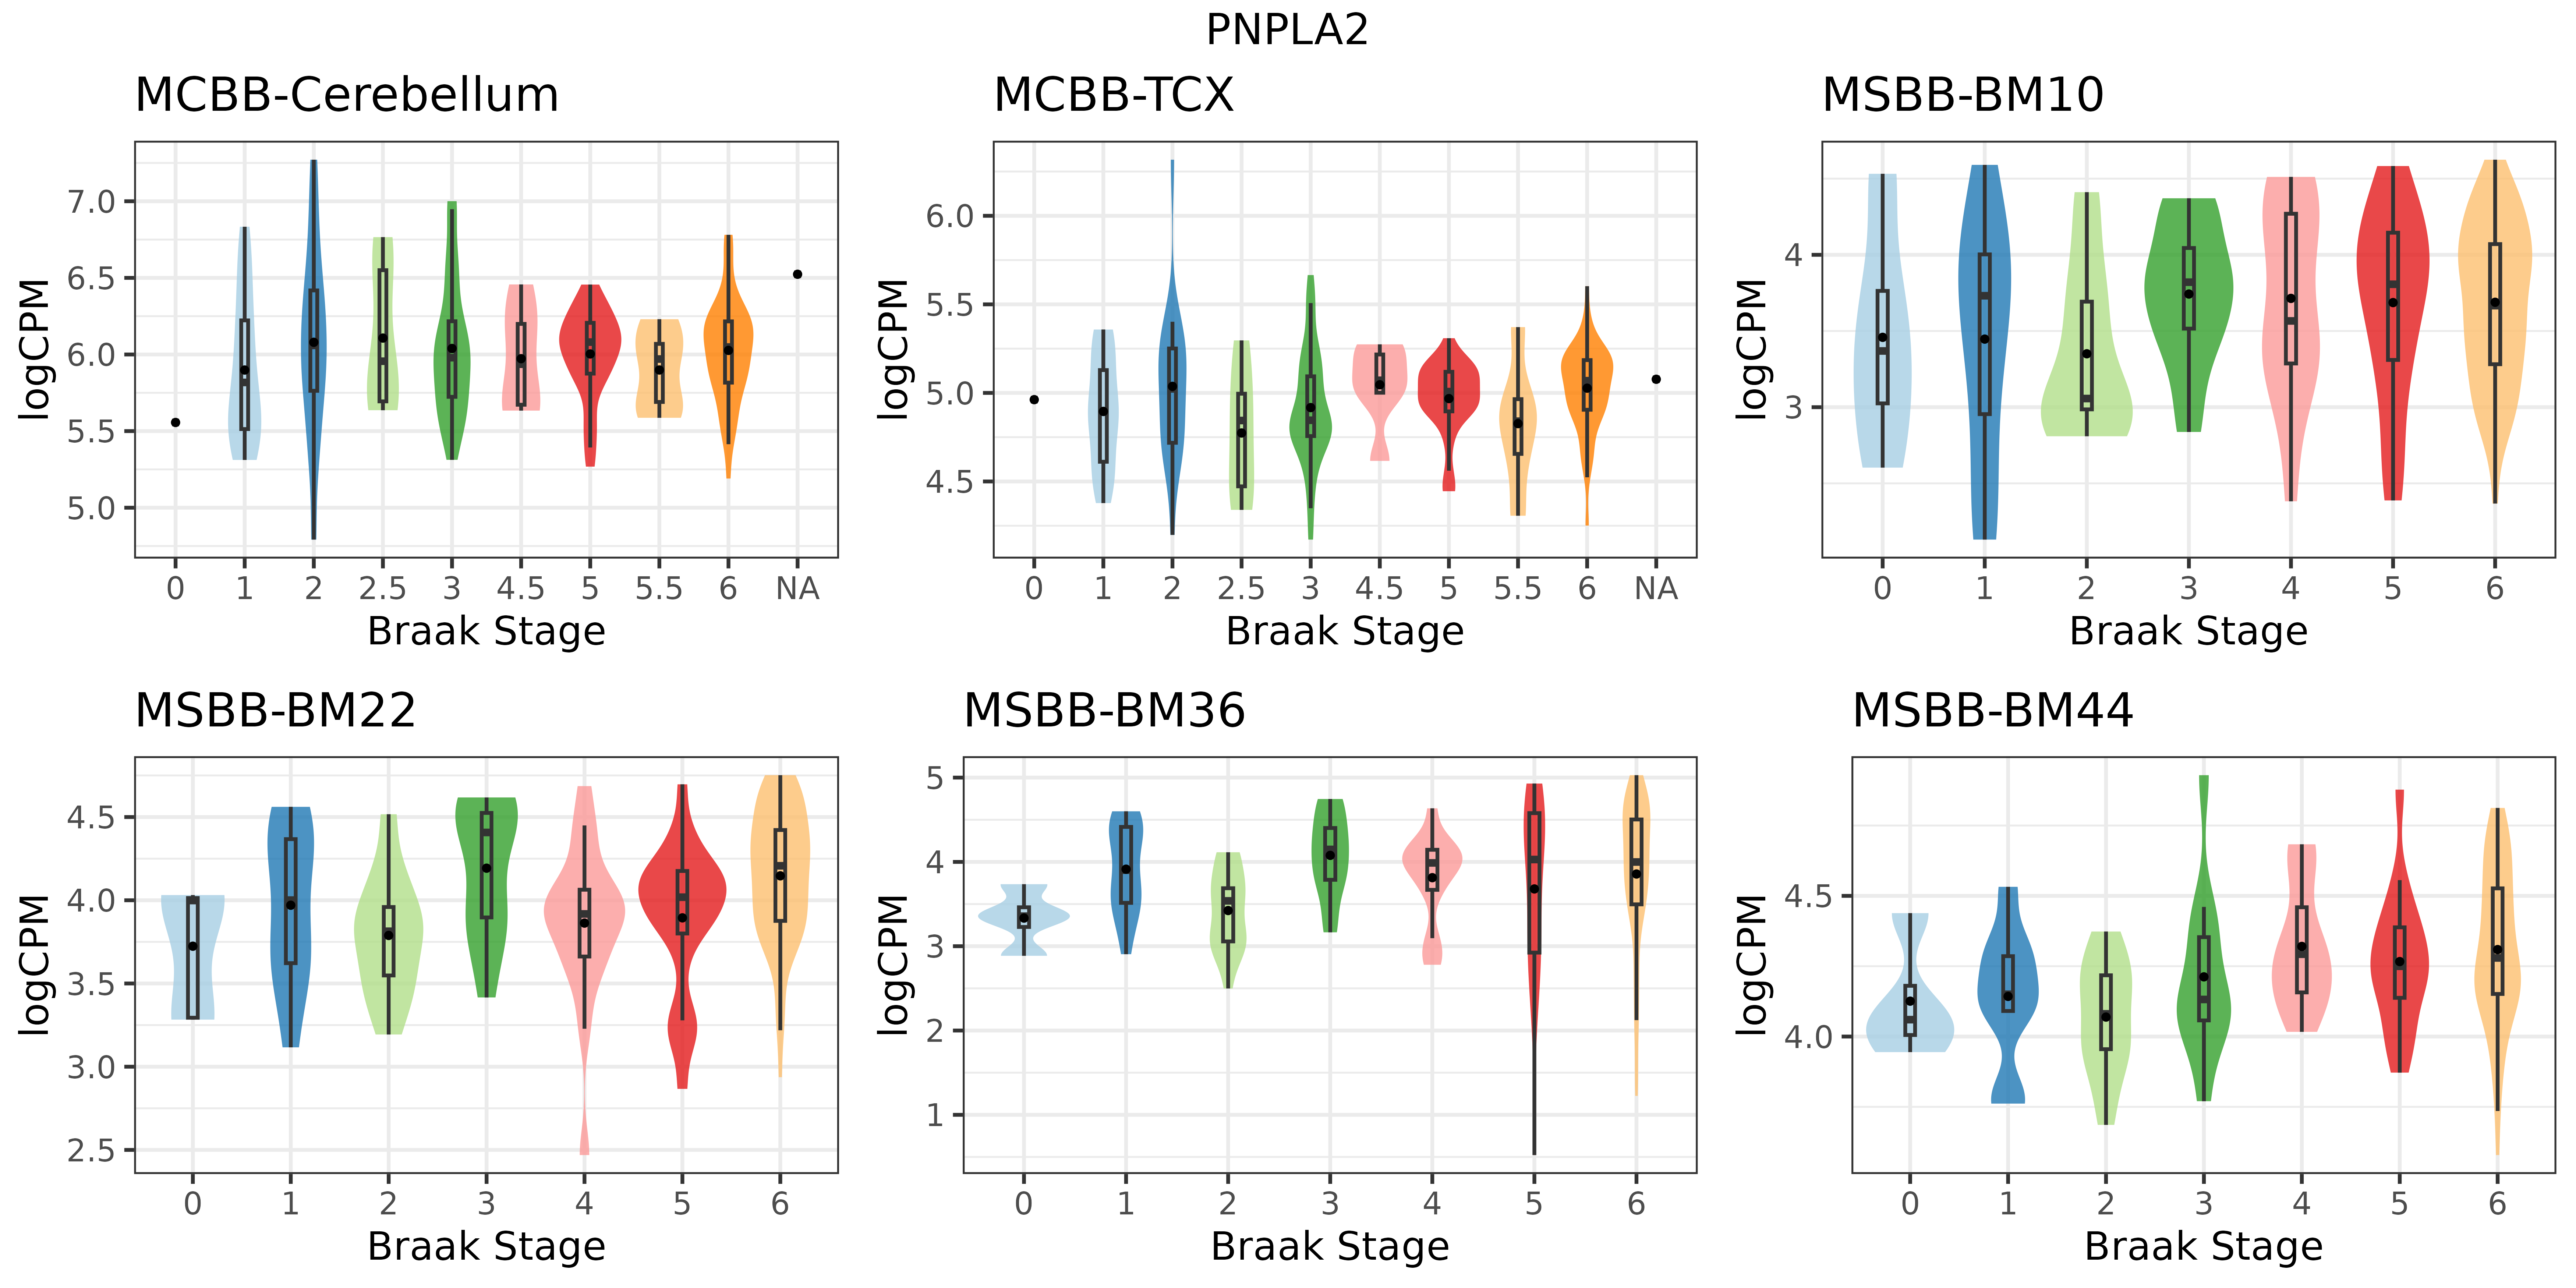 PNPLA2
MCBB-Cerebellum
logCPM
7.0
6.5
6.0
5.5
5.0
0 1 2 2.5 3 4.5 5 5.5 6 NA
Braak Stage
MCBB-TCX
logCPM
6.0
5.5
5.0
4.5
0 1 2 2.5 3 4.5 5 5.5 6 NA
Braak Stage
MSBB-BM10
logCPM
4
3
0 1 2 3 4 5 6
Braak Stage
MSBB-BM22
logCPM
4.5
4.0
3.5
3.0
2.5
0 1 2 3 4 5 6
Braak Stage
MSBB-BM36
logCPM
5
4
3
2
1
0 1 2 3 4 5 6
Braak Stage
MSBB-BM44
logCPM
4.5
4.0
0 1 2 3 4 5 6
Braak Stage